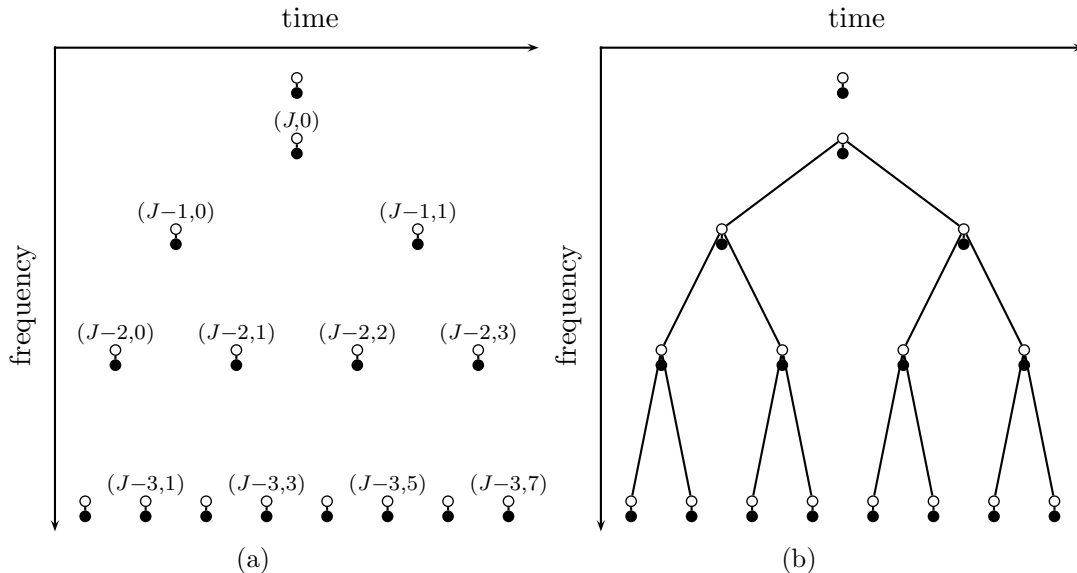 time
time
(J,0)
(J−1,0) (J−1,1)
frequency
frequency
(J−2,0) (J−2,1) (J−2,2) (J−2,3)
(J−3,1) (J−3,3) (J−3,5) (J−3,7)
(a)
(b)